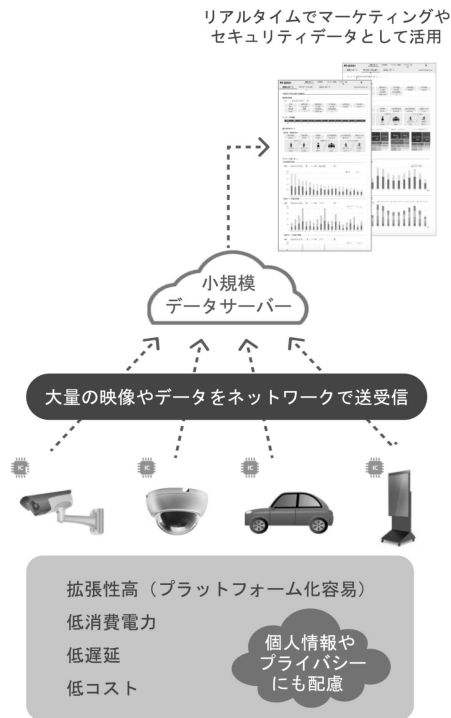 リアルタイムでマーケティングや
セキュリティデータとして活用
小規模
データサーバー
大量の映像やデータをネットワークで送受信
IC
IC
IC
IC
拡張性高（プラットフォーム化容易）
低消費電力
低遅延
低コスト
個人情報や
プライバシー
にも配慮